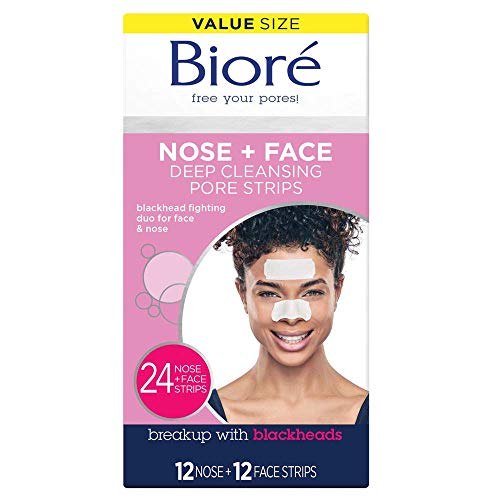 VALUE SIZE
Bioré
free your pores!
NOSE + FACE
DEEP CLEANSING
PORE STRIPS
blackhead fighting
duo for face
& nose
24 NOSE
+ FACE
STRIPS
breakup with blackheads
12 NOSE + 12 FACE STRIPS